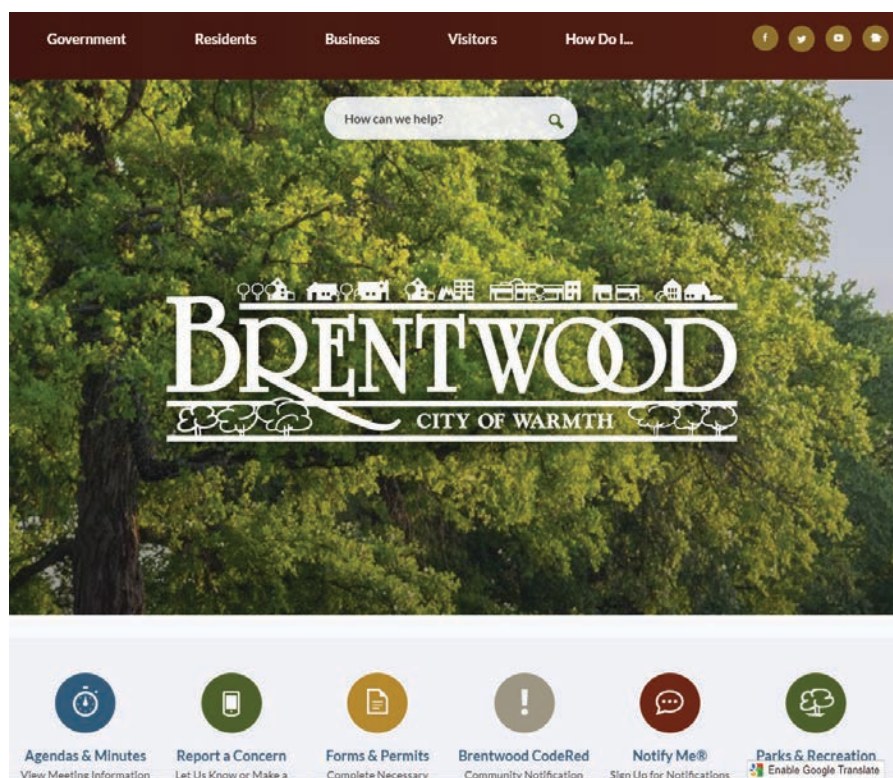 Government Residents Business Visitors How Do I...
How can we help?
BRENTWOOD
CITY OF WARMTH
Agendas & Minutes Report a Concern Forms & Permits Brentwood CodeRed Notify Me® Parks & Recreation
View Meeting Information Let Us Know or Make a Complete Necessary Community Notification Sign Up for Notifications
Enable Google Translate